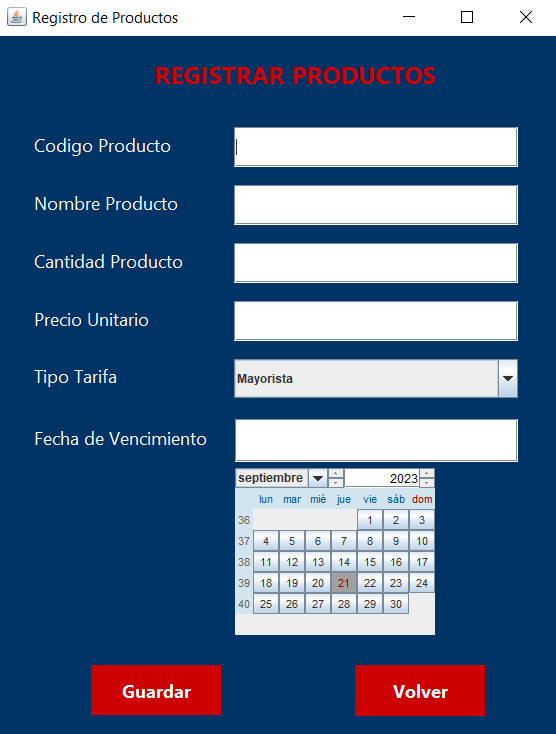 Registro de Productos
REGISTRAR PRODUCTOS
Codigo Producto
Nombre Producto
Cantidad Producto
Precio Unitario
Tipo Tarifa
Mayorista
Fecha de Vencimiento
septiembre 2023
lun mar mié jue vie sáb dom
36 1 2 3
37 4 5 6 7 8 9 10
38 11 12 13 14 15 16 17
39 18 19 20 21 22 23 24
40 25 26 27 28 29 30
Guardar Volver